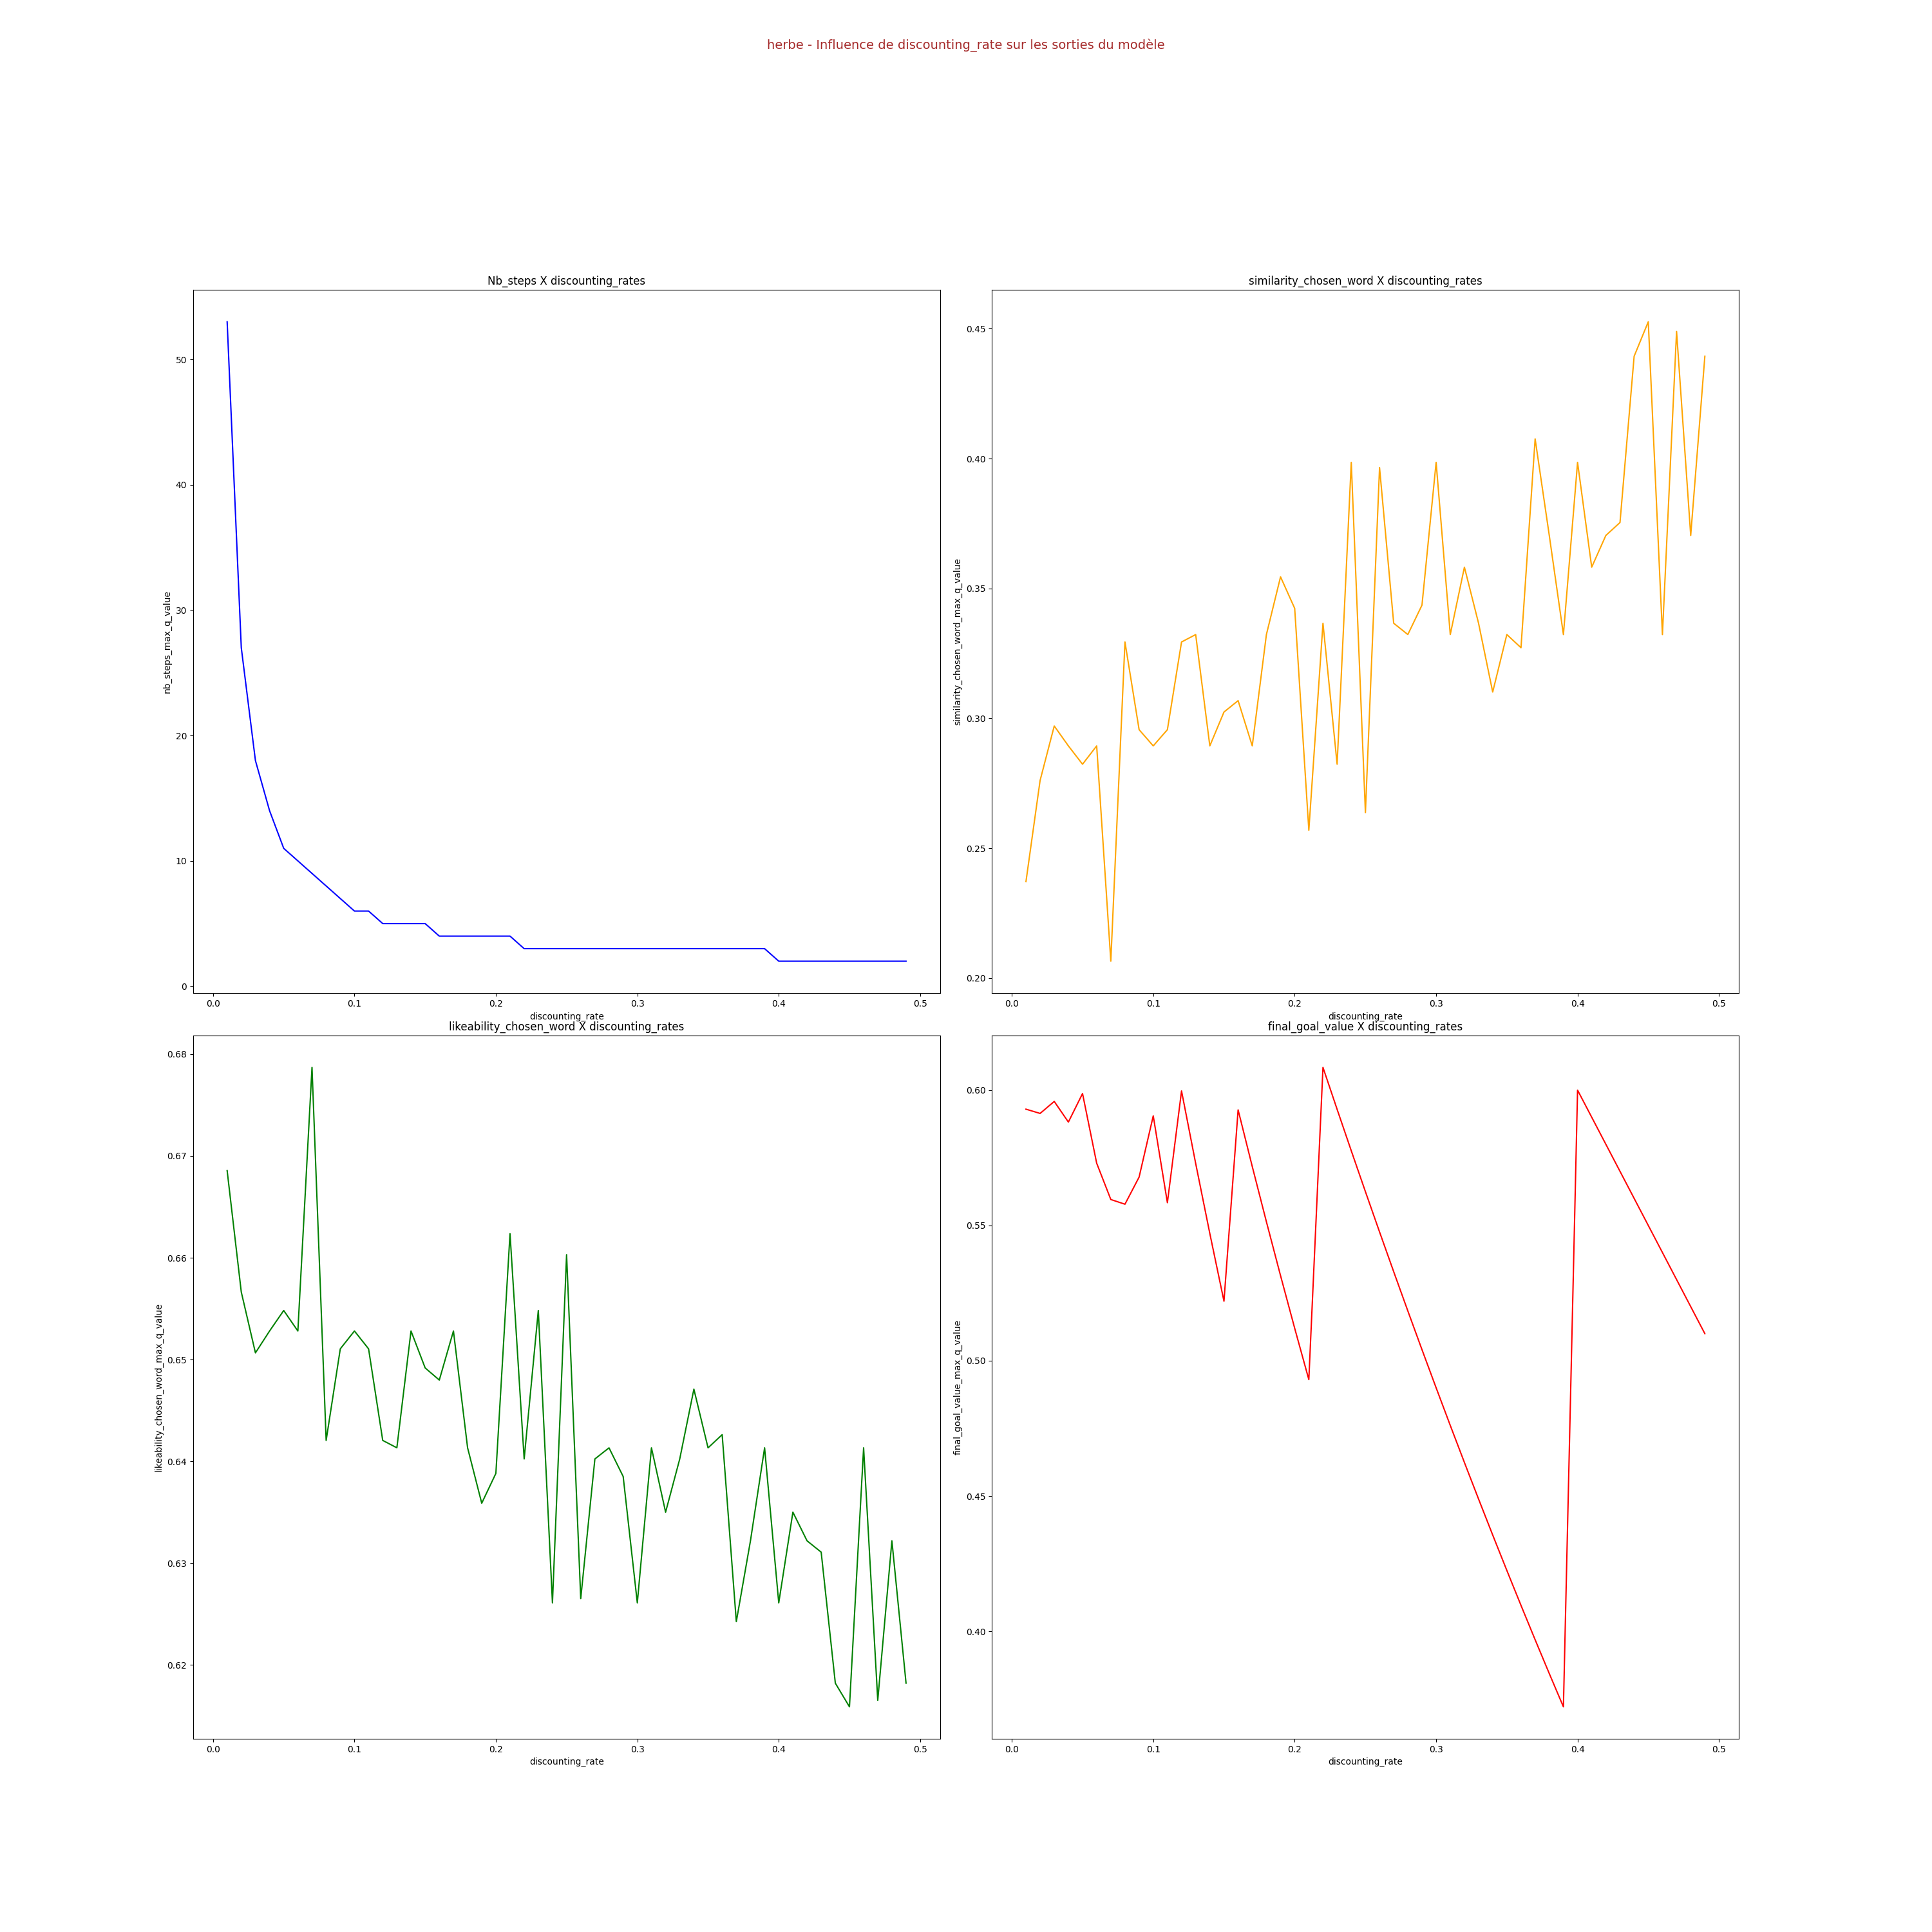 herbe - Influence de discounting_rate sur les sorties du modèle
Nb_steps X discounting_rates
nb_steps_max_q_value
50
40
30
20
10
0
0.0 0.1 0.2 0.3 0.4 0.5
discounting_rate
similarity_chosen_word X discounting_rates
similarity_chosen_word_max_q_value
0.45
0.40
0.35
0.30
0.25
0.20
0.0 0.1 0.2 0.3 0.4 0.5
discounting_rate
likeability_chosen_word X discounting_rates
likeability_chosen_word_max_q_value
0.68
0.67
0.66
0.65
0.64
0.63
0.62
0.0 0.1 0.2 0.3 0.4 0.5
discounting_rate
final_goal_value X discounting_rates
final_goal_value_max_q_value
0.60
0.55
0.50
0.45
0.40
0.0 0.1 0.2 0.3 0.4 0.5
discounting_rate